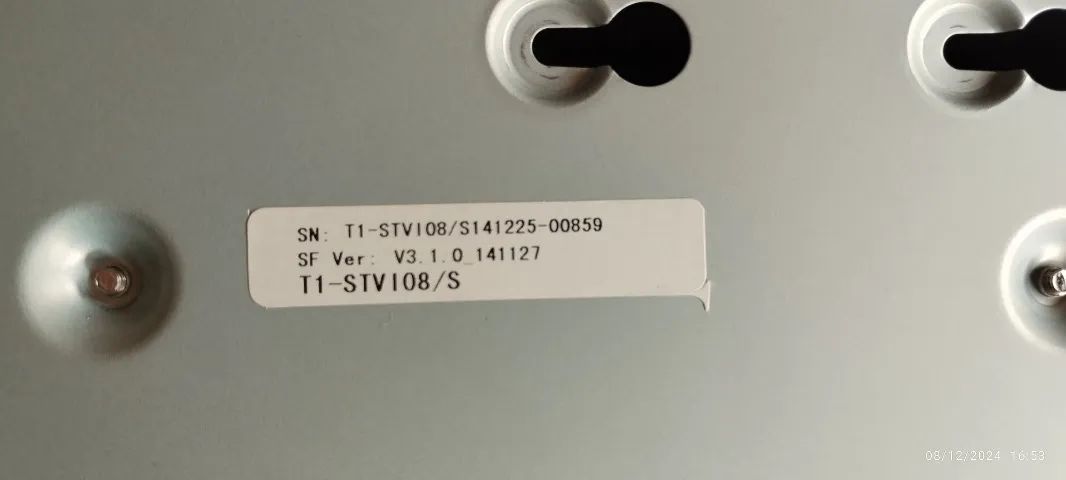 SN: T1-STVI08/S141225-00859
SF Ver: V3.1.0_141127
T1-STVI08/S
08/12/2024 16:53